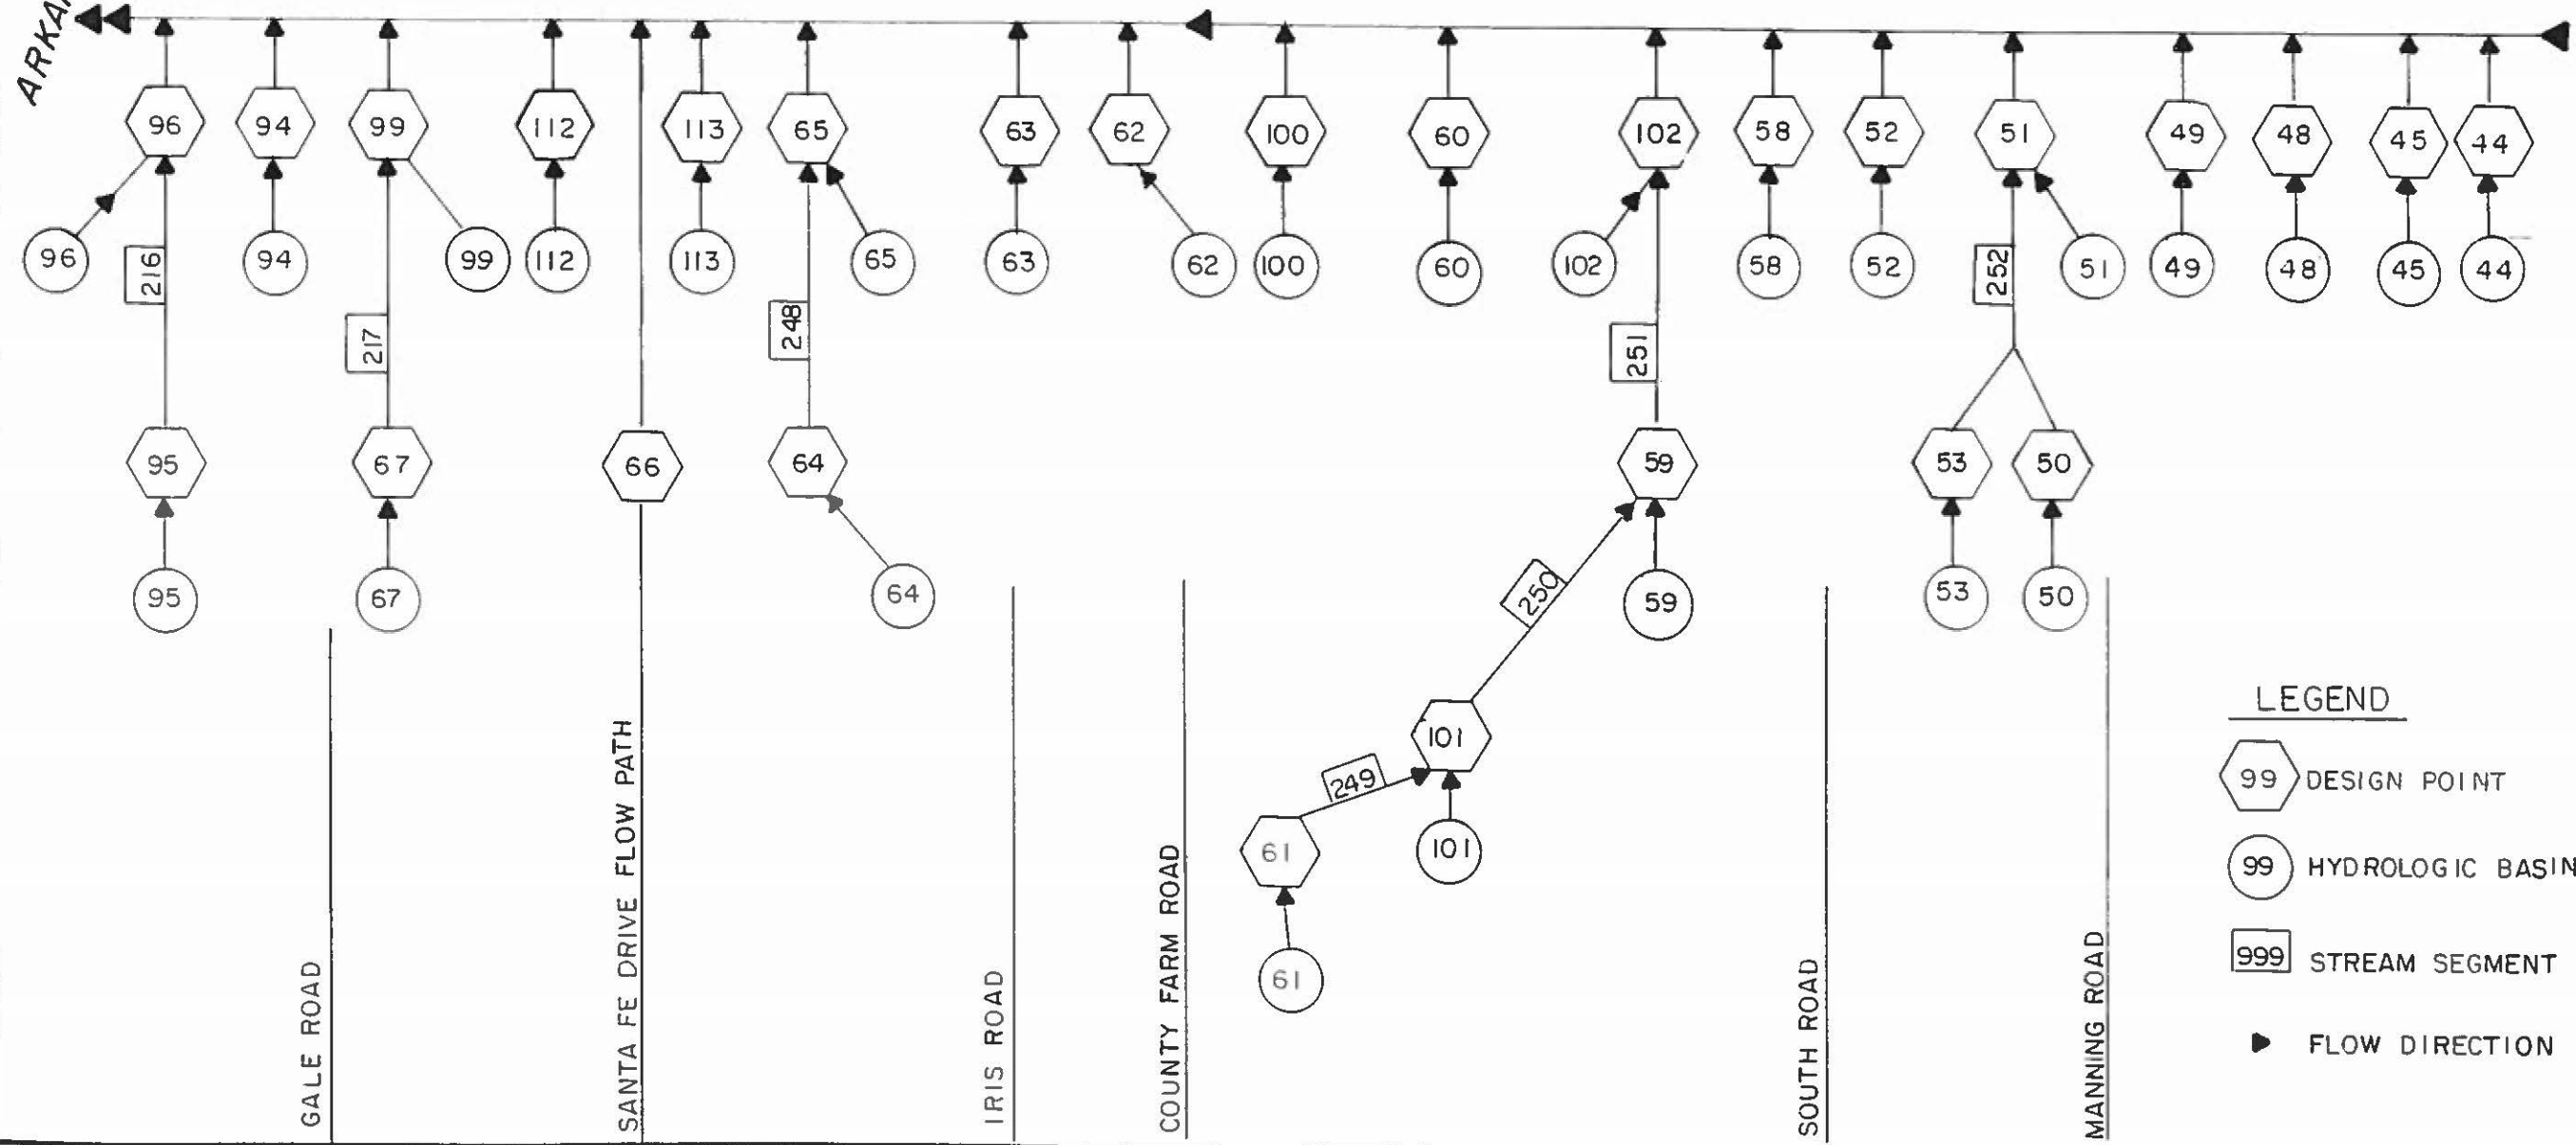 ARKA
96 94 99 112 113 65 63 62 100 60 102 58 52 51 49 48 45 44
96 94 99 112 113 65 63 62 100 60 102 58 52 51 49 48 45 44
216 217 248 251 252
95 67 66 64 59 53 50
95 67 64 250 59 53 50
101
249
61 101
61
GALE ROAD
SANTA FE DRIVE FLOW PATH
IRIS ROAD
COUNTY FARM ROAD
SOUTH ROAD
MANNING ROAD
LEGEND
99 DESIGN POINT
99 HYDROLOGIC BASIN
999 STREAM SEGMENT
FLOW DIRECTION